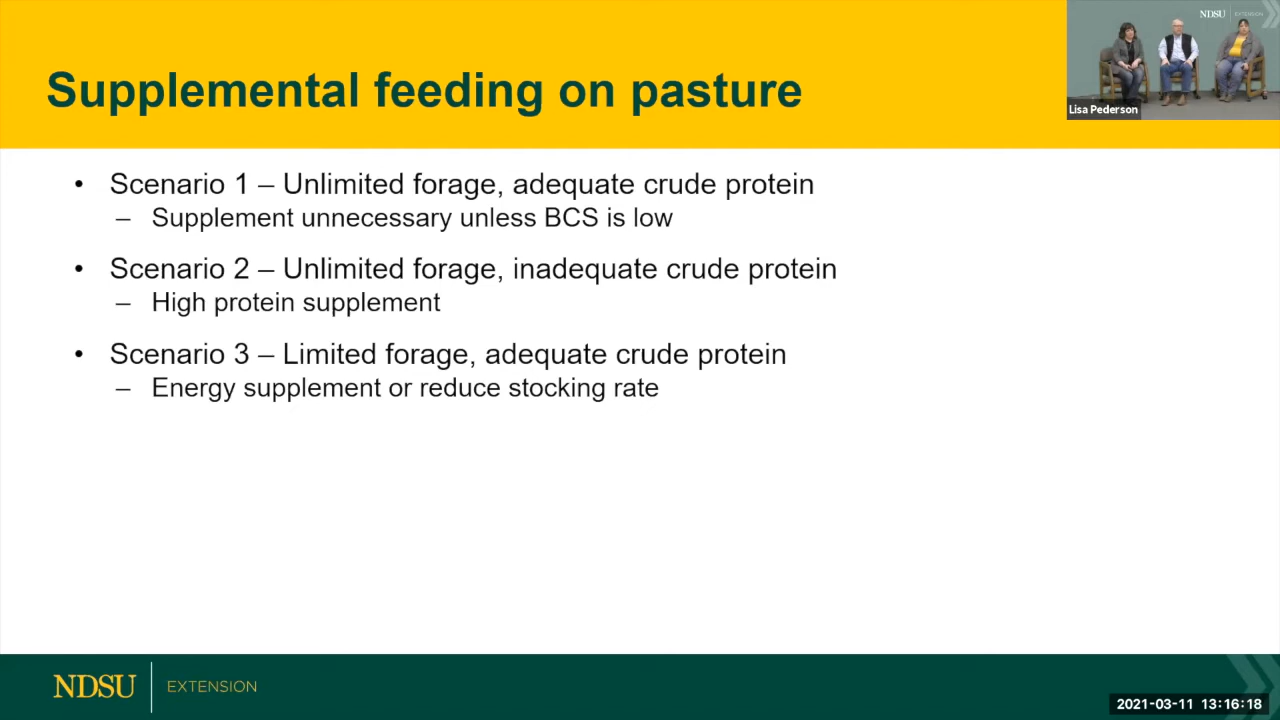 NDSU EXTENSION
Supplemental feeding on pasture
Lisa Pederson
• Scenario 1 – Unlimited forage, adequate crude protein
– Supplement unnecessary unless BCS is low
• Scenario 2 – Unlimited forage, inadequate crude protein
– High protein supplement
• Scenario 3 – Limited forage, adequate crude protein
– Energy supplement or reduce stocking rate
NDSU EXTENSION
2021-03-11 13:16:18